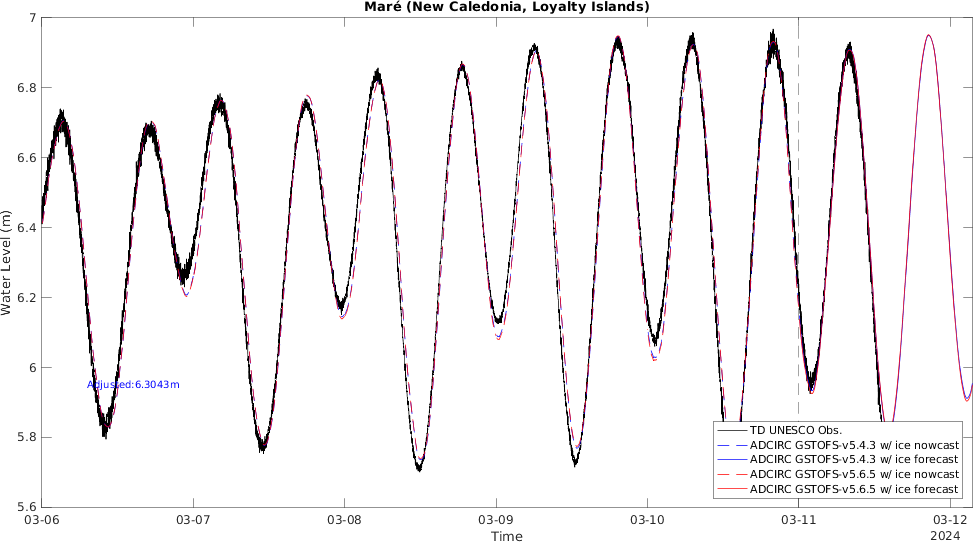 Maré (New Caledonia, Loyalty Islands)
7
6.8
6.6
6.4
6.2
6
5.8
5.6
Water Level (m)
Adjusted:6.3043m
TD UNESCO Obs.
ADCIRC GSTOFS-v5.4.3 w/ ice nowcast
ADCIRC GSTOFS-v5.4.3 w/ ice forecast
ADCIRC GSTOFS-v5.6.5 w/ ice nowcast
ADCIRC GSTOFS-v5.6.5 w/ ice forecast
03-06 03-07 03-08 03-09 03-10 03-11 03-12
Time
2024